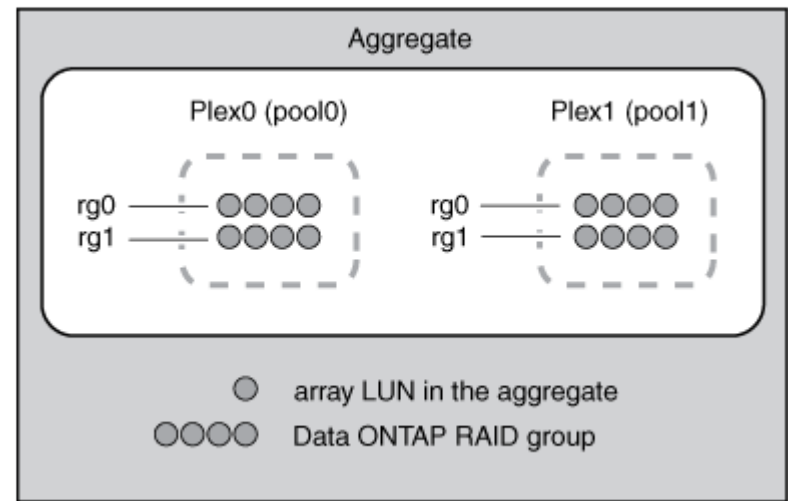 Aggregate
Plex0 (pool0) Plex1 (pool1)
rg0 rg0
rg1 rg1
array LUN in the aggregate
Data ONTAP RAID group